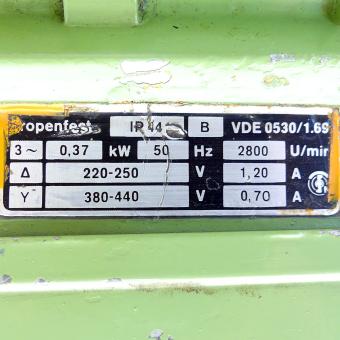 Tropenfest IP 44 B VDE 0530/1.69
3~ 0,37 kW 50 Hz 2800 U/min
Δ 220-250 V 1,20 A
Y 380-440 V 0,70 A